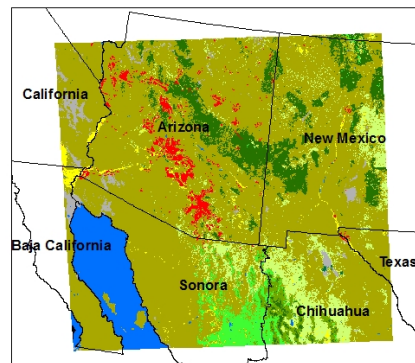 California
Arizona
New Mexico
Baja California
Texas
Sonora
Chihuahua